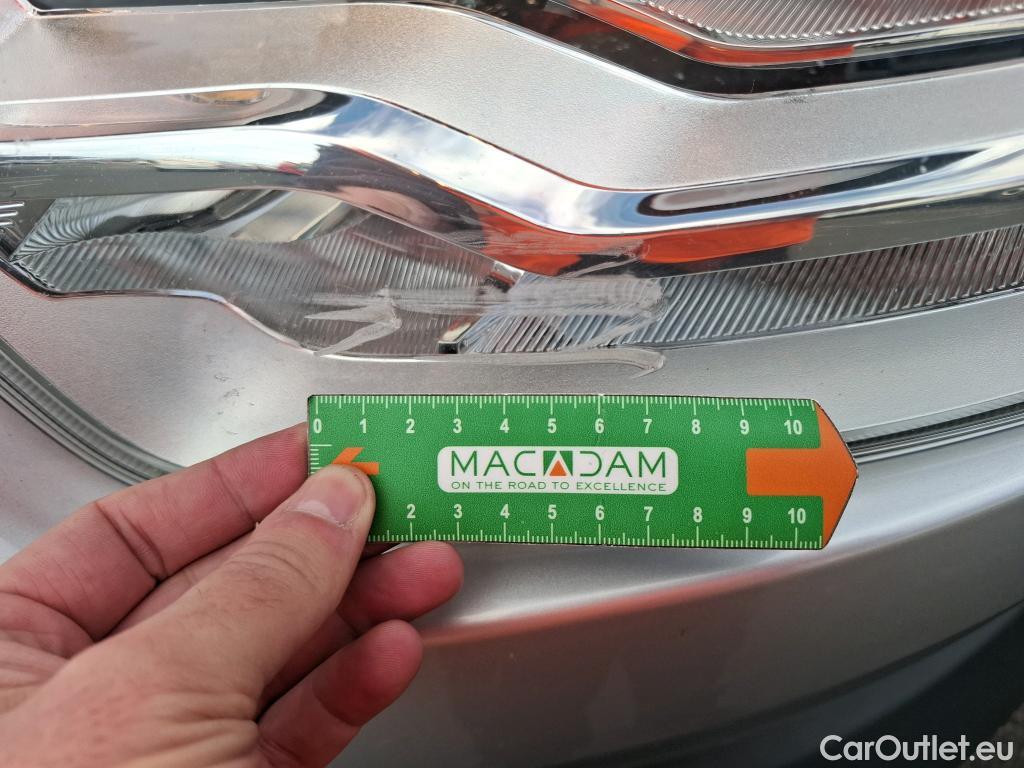 0 1 2 3 4 5 6 7 8 9 10
MACADAM
ON THE ROAD TO EXCELLENCE
2 3 4 5 6 7 8 9 10
CarOutlet.eu